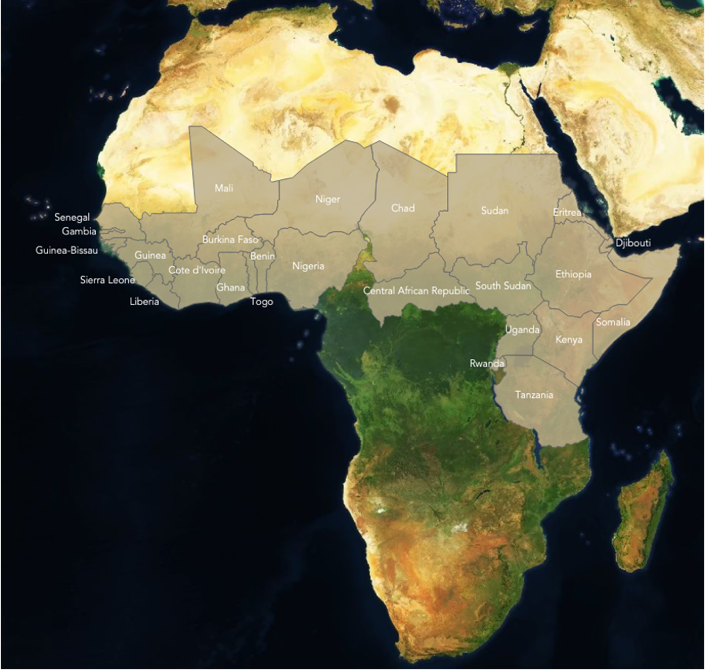 Mali
Niger
Chad
Sudan
Eritrea
Senegal
Gambia
Guinea-Bissau
Burkina Faso
Djibouti
Guinea
Benin
Nigeria
Cote d'Ivoire
Ethiopia
Sierra Leone
Ghana
Central African Republic
South Sudan
Liberia
Togo
Somalia
Uganda
Kenya
Rwanda
Tanzania